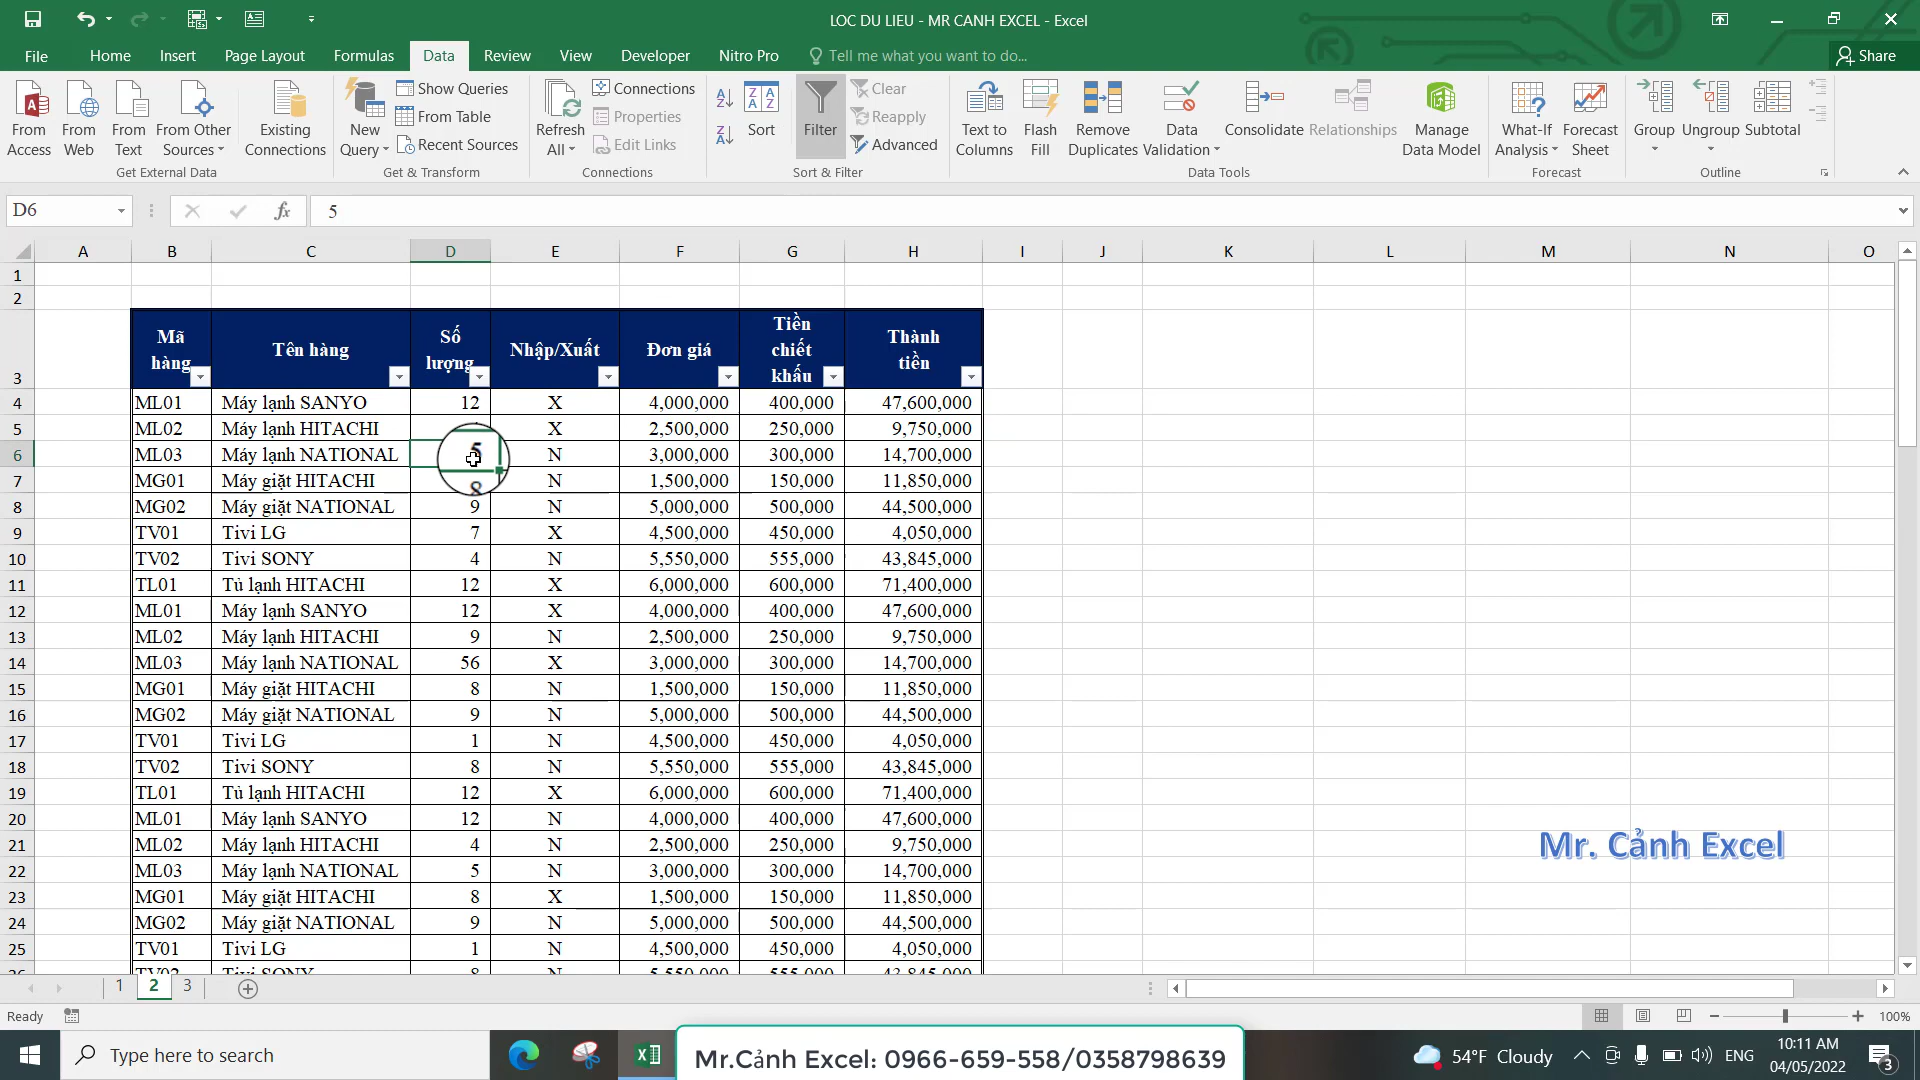 LOC DU LIEU - MR CANH EXCEL - Excel
File Home Insert Page Layout Formulas Data Review View Developer Nitro Pro Tell me what you want to do... Share
From Access
From Web
From Text
From Other Sources
Existing Connections
Get External Data
New Query
Show Queries
From Table
Recent Sources
Get & Transform
Refresh All
Connections
Properties
Edit Links
Connections
Sort
Filter
Clear
Reapply
Advanced
Sort & Filter
Text to Columns
Flash Fill
Remove Duplicates
Data Validation
Consolidate
Relationships
Manage Data Model
Data Tools
What-If Analysis
Forecast Sheet
Forecast
Group
Ungroup
Subtotal
Outline
D6 fx 5
A B C D E F G H I J K L M N O
1
2
3 Mã hàng Tên hàng Số lượng Nhập/Xuất Đơn giá Tiền chiết khấu Thành tiền
4 ML01 Máy lạnh SANYO 12 X 4,000,000 400,000 47,600,000
5 ML02 Máy lạnh HITACHI X 2,500,000 250,000 9,750,000
6 ML03 Máy lạnh NATIONAL 5 N 3,000,000 300,000 14,700,000
7 MG01 Máy giặt HITACHI 8 N 1,500,000 150,000 11,850,000
8 MG02 Máy giặt NATIONAL 9 N 5,000,000 500,000 44,500,000
9 TV01 Tivi LG 7 X 4,500,000 450,000 4,050,000
10 TV02 Tivi SONY 4 N 5,550,000 555,000 43,845,000
11 TL01 Tủ lạnh HITACHI 12 X 6,000,000 600,000 71,400,000
12 ML01 Máy lạnh SANYO 12 X 4,000,000 400,000 47,600,000
13 ML02 Máy lạnh HITACHI 9 N 2,500,000 250,000 9,750,000
14 ML03 Máy lạnh NATIONAL 56 X 3,000,000 300,000 14,700,000
15 MG01 Máy giặt HITACHI 8 N 1,500,000 150,000 11,850,000
16 MG02 Máy giặt NATIONAL 9 N 5,000,000 500,000 44,500,000
17 TV01 Tivi LG 1 N 4,500,000 450,000 4,050,000
18 TV02 Tivi SONY 8 N 5,550,000 555,000 43,845,000
19 TL01 Tủ lạnh HITACHI 12 X 6,000,000 600,000 71,400,000
20 ML01 Máy lạnh SANYO 12 N 4,000,000 400,000 47,600,000
21 ML02 Máy lạnh HITACHI 4 N 2,500,000 250,000 9,750,000
22 ML03 Máy lạnh NATIONAL 5 N 3,000,000 300,000 14,700,000
23 MG01 Máy giặt HITACHI 8 X 1,500,000 150,000 11,850,000
24 MG02 Máy giặt NATIONAL 9 N 5,000,000 500,000 44,500,000
25 TV01 Tivi LG 1 N 4,500,000 450,000 4,050,000
26 TV02 Tivi SONY 8 N 5,550,000 555,000 43,845,000
Mr. Cảnh Excel
1 2 3
Ready 100%
Type here to search
Mr.Cảnh Excel: 0966-659-558/0358798639
54°F Cloudy ENG 10:11 AM
04/05/2022
3